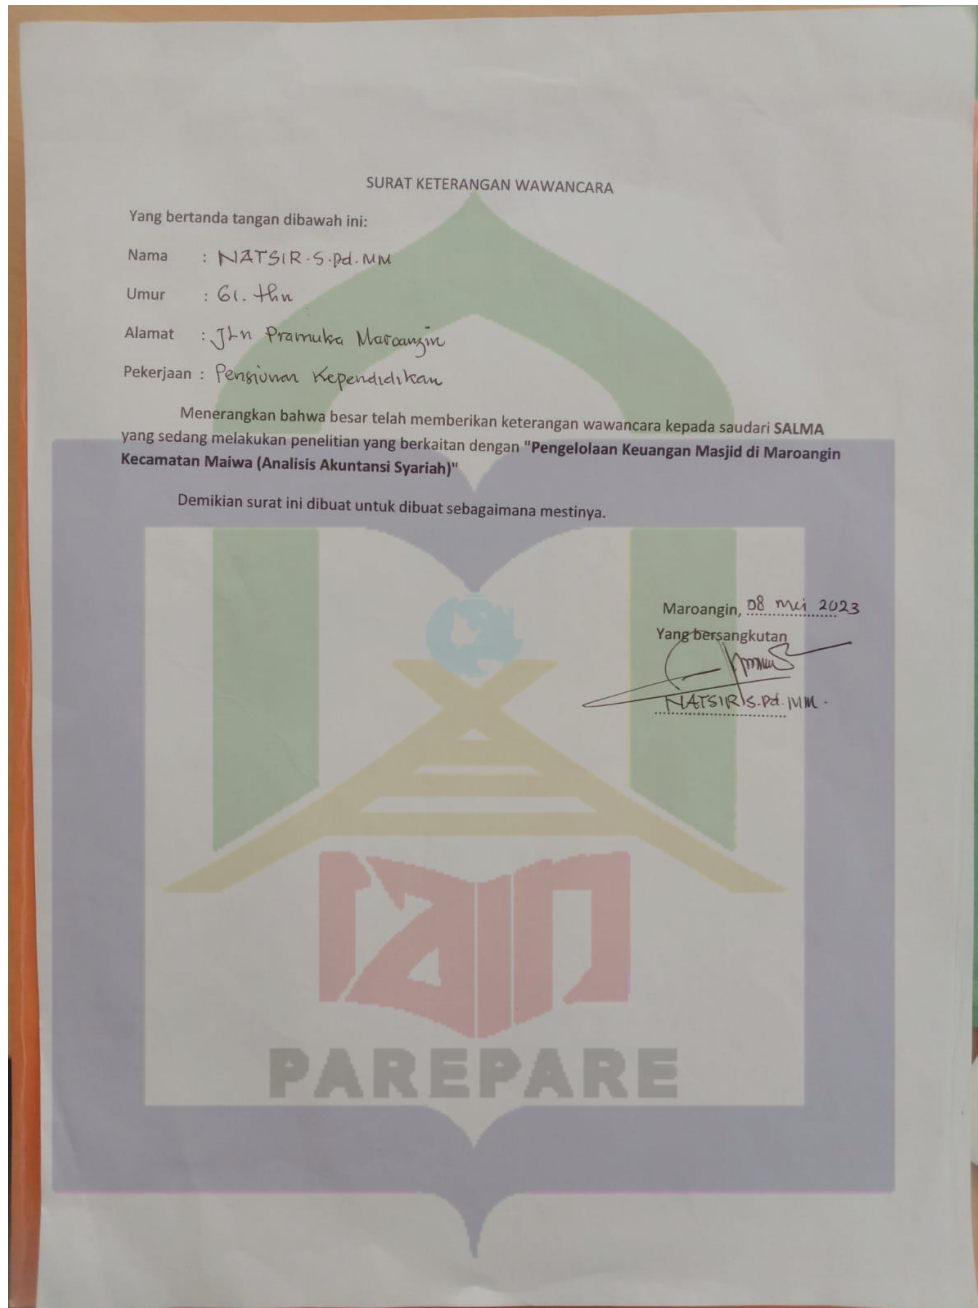 SURAT KETERANGAN WAWANCARA
Yang bertanda tangan dibawah ini:
Nama : NATSIR.S.Pd.MM
Umur : 61. thn
Alamat : Jln Pramuka Maroangin
Pekerjaan : Pensiunan Kependidikan
Menerangkan bahwa besar telah memberikan keterangan wawancara kepada saudari SALMA
yang sedang melakukan penelitian yang berkaitan dengan "Pengelolaan Keuangan Masjid di Maroangin
Kecamatan Maiwa (Analisis Akuntansi Syariah)"
Demikian surat ini dibuat untuk dibuat sebagaimana mestinya.
Maroangin, 08 Mei 2023
Yang bersangkutan
NATSIR S.Pd.MM.
iain
PAREPARE